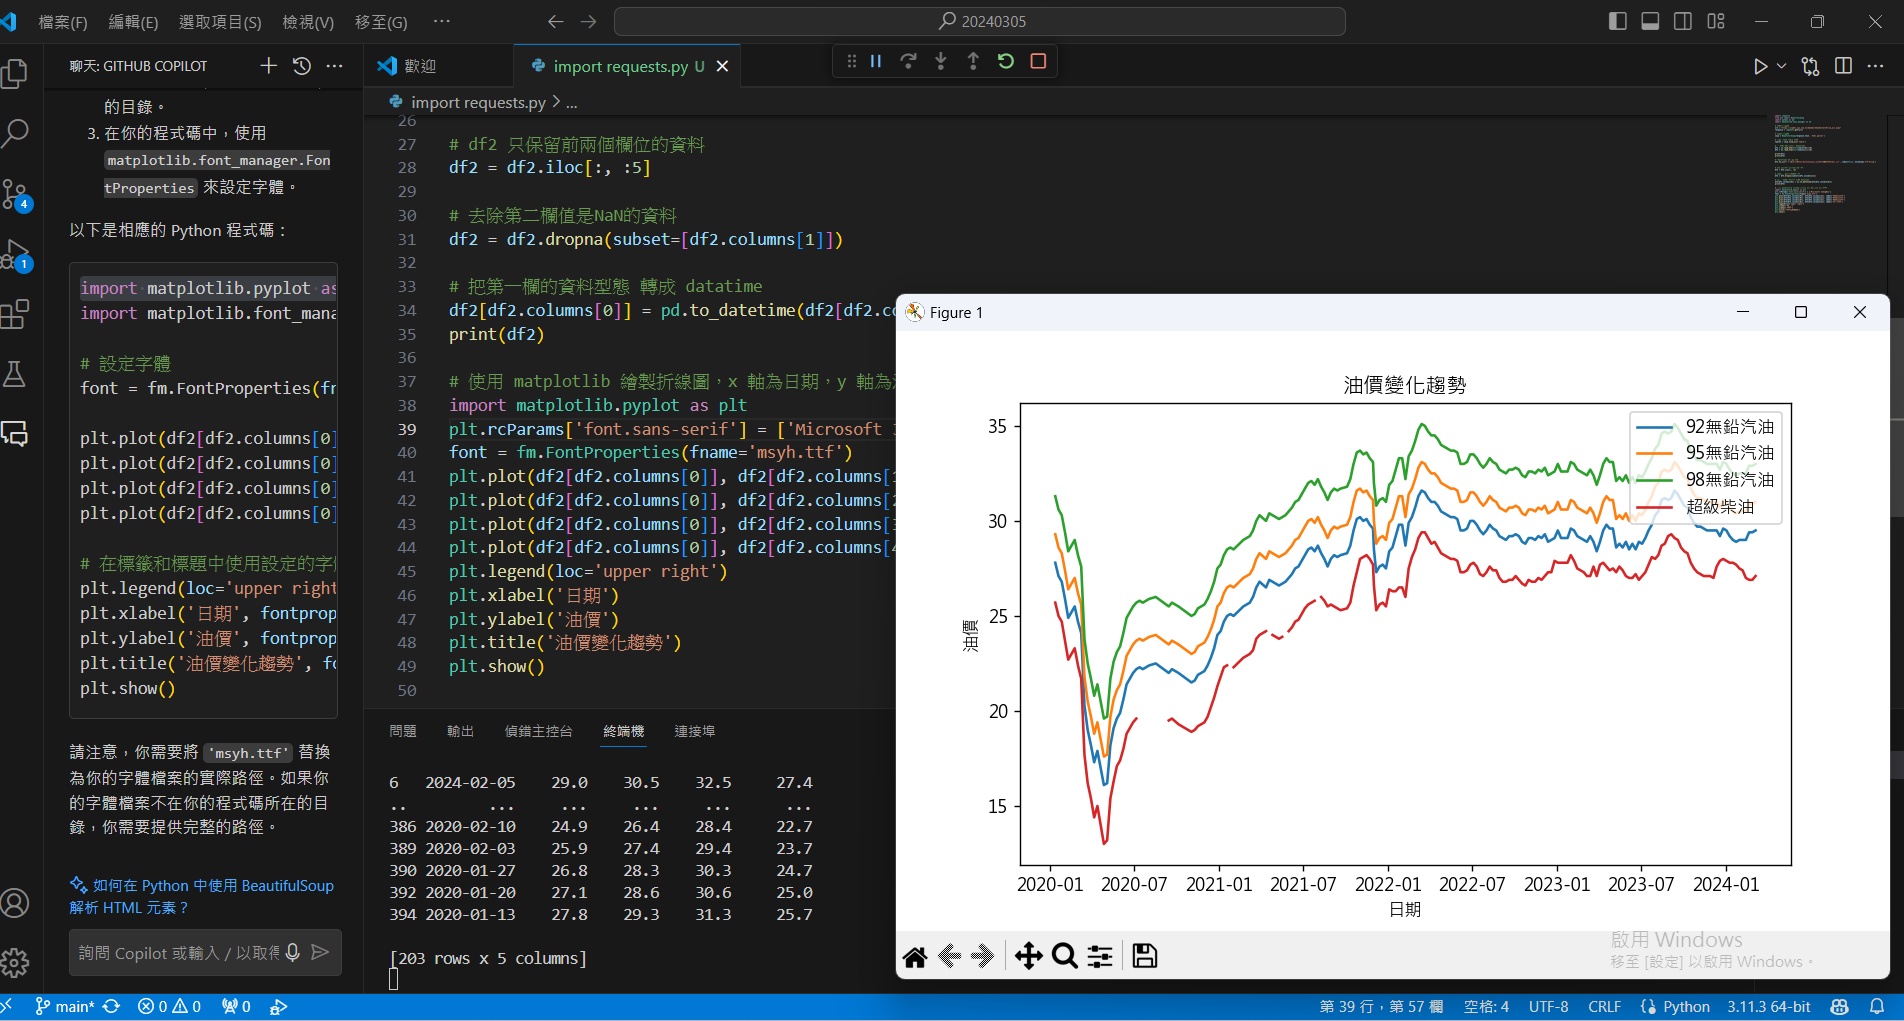 檔案(F) 編輯(E) 選取項目(S) 檢視(V) 移至(G) ...
20240305
聊天: GITHUB COPILOT
的目錄。
3. 在你的程式碼中，使用
matplotlib.font_manager.Fon
tProperties 來設定字體。
以下是相應的 Python 程式碼：
import matplotlib.pyplot as
import matplotlib.font_mana
# 設定字體
font = fm.FontProperties(fn
plt.plot(df2[df2.columns[0]
plt.plot(df2[df2.columns[0]
plt.plot(df2[df2.columns[0]
plt.plot(df2[df2.columns[0]
# 在標籤和標題中使用設定的字體
plt.legend(loc='upper right
plt.xlabel('日期', fontprop
plt.ylabel('油價', fontprop
plt.title('油價變化趨勢', fo
plt.show()
請注意，你需要將 'msyh.ttf' 替換
為你的字體檔案的實際路徑。如果你
的字體檔案不在你的程式碼所在的目
錄，你需要提供完整的路徑。
如何在 Python 中使用 BeautifulSoup
解析 HTML 元素？
詢問 Copilot 或輸入 / 以取得
4
1
歡迎
import requests.py U
import requests.py > ...
26
27 # df2 只保留前兩個欄位的資料
28 df2 = df2.iloc[:, :5]
29
30 # 去除第二欄值是NaN的資料
31 df2 = df2.dropna(subset=[df2.columns[1]])
32
33 # 把第一欄的資料型態 轉成 datatime
34 df2[df2.columns[0]] = pd.to_datetime(df2[df2.co
35 print(df2)
36
37 # 使用 matplotlib 繪製折線圖，x 軸為日期，y 軸為
38 import matplotlib.pyplot as plt
39 plt.rcParams['font.sans-serif'] = ['Microsoft
40 font = fm.FontProperties(fname='msyh.ttf')
41 plt.plot(df2[df2.columns[0]], df2[df2.columns[1
42 plt.plot(df2[df2.columns[0]], df2[df2.columns[2
43 plt.plot(df2[df2.columns[0]], df2[df2.columns[3
44 plt.plot(df2[df2.columns[0]], df2[df2.columns[4
45 plt.legend(loc='upper right')
46 plt.xlabel('日期')
47 plt.ylabel('油價')
48 plt.title('油價變化趨勢')
49 plt.show()
50
問題 輸出 偵錯主控台 終端機 連接埠
6 2024-02-05 29.0 30.5 32.5 27.4
.. ... ... ... ... ...
386 2020-02-10 24.9 26.4 28.4 22.7
389 2020-02-03 25.9 27.4 29.4 23.7
390 2020-01-27 26.8 28.3 30.3 24.7
392 2020-01-20 27.1 28.6 30.6 25.0
394 2020-01-13 27.8 29.3 31.3 25.7
[203 rows x 5 columns]
Figure 1
油價變化趨勢
92無鉛汽油
95無鉛汽油
98無鉛汽油
超級柴油
35
30
25
20
15
油價
2020-01 2020-07 2021-01 2021-07 2022-01 2022-07 2023-01 2023-07 2024-01
日期
啟用 Windows
移至 [設定] 以啟用 Windows。
main* 0 0 0
第 39 行，第 57 欄 空格: 4 UTF-8 CRLF Python 3.11.3 64-bit